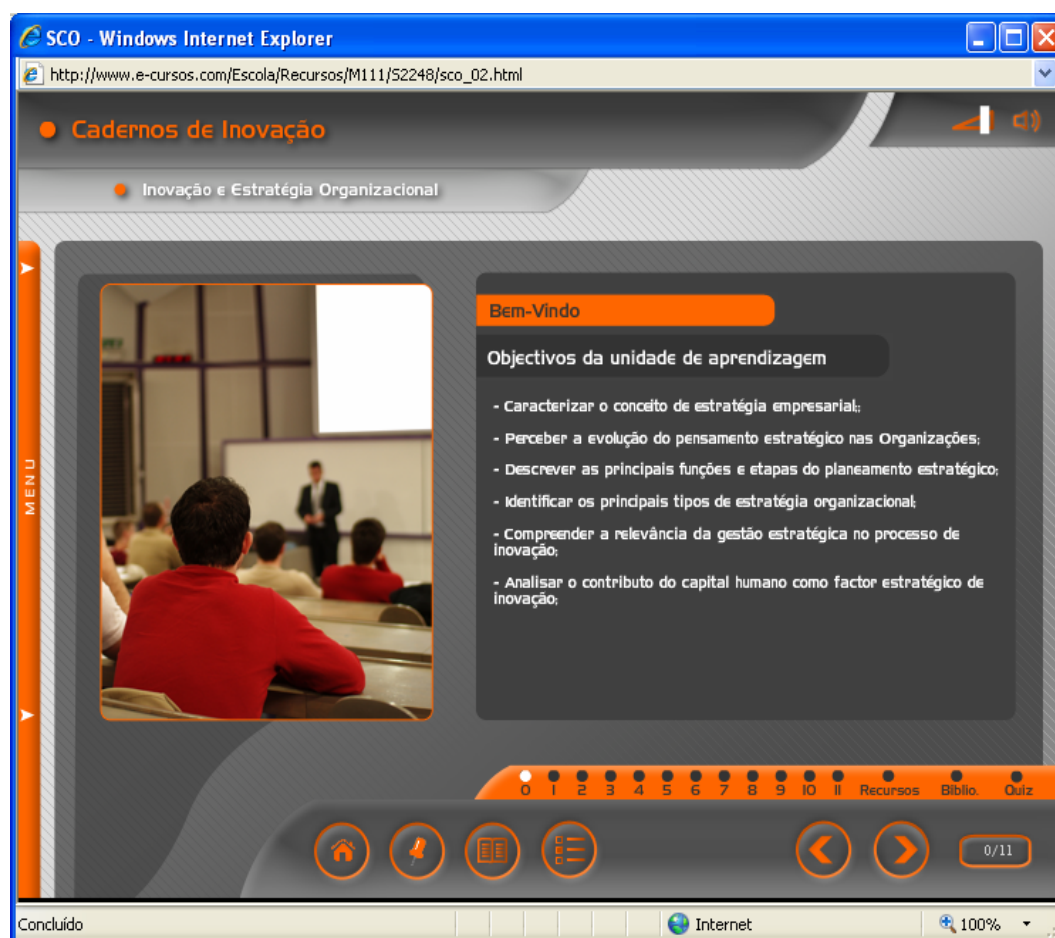 SCO - Windows Internet Explorer
http://www.e-cursos.com/Escola/Recursos/M111/S2248/sco_02.html
Cadernos de Inovação
Inovação e Estratégia Organizacional
MENU
Bem-Vindo
Objectivos da unidade de aprendizagem
- Caracterizar o conceito de estratégia empresarial;
- Perceber a evolução do pensamento estratégico nas Organizações;
- Descrever as principais funções e etapas do planeamento estratégico;
- Identificar os principais tipos de estratégia organizacional;
- Compreender a relevância da gestão estratégica no processo de
inovação;
- Analisar o contributo do capital humano como factor estratégico de
inovação;
0 1 2 3 4 5 6 7 8 9 10 11 Recursos Biblio. Quiz
0/11
Concluído Internet 100%